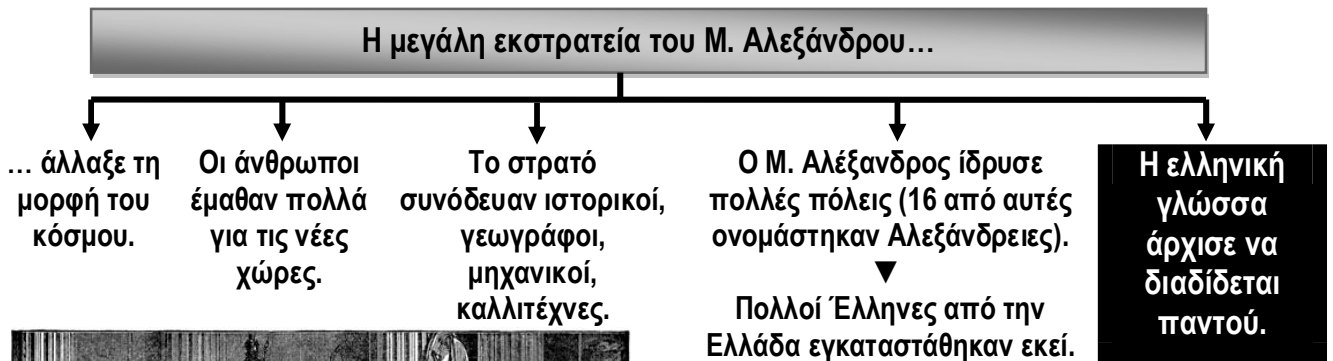 Η μεγάλη εκστρατεία του Μ. Αλεξάνδρου…
… άλλαξε τη
μορφή του
κόσμου.
Οι άνθρωποι
έμαθαν πολλά
για τις νέες
χώρες.
Το στρατό
συνόδευαν ιστορικοί,
γεωγράφοι,
μηχανικοί,
καλλιτέχνες.
Ο Μ. Αλέξανδρος ίδρυσε
πολλές πόλεις (16 από αυτές
ονομάστηκαν Αλεξάνδρειες).
Πολλοί Έλληνες από την
Ελλάδα εγκαταστάθηκαν εκεί.
Η ελληνική
γλώσσα
άρχισε να
διαδίδεται
παντού.